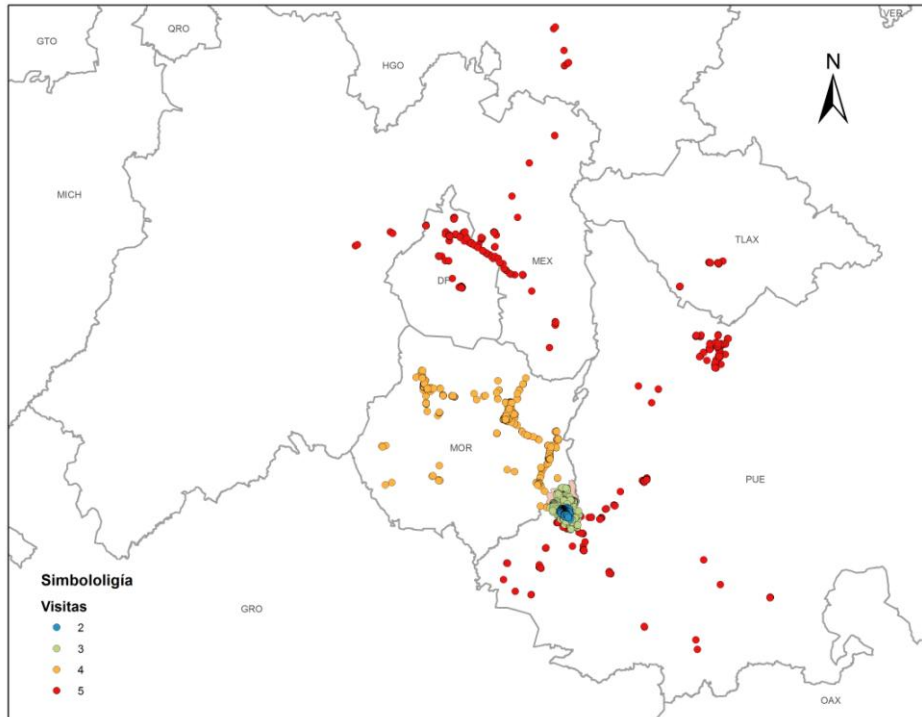 VER
QRO
GTO
HGO
N
MICH
TLAX
MEX
DF
MOR
PUE
Simbololigía
Visitas
GRO
2
3
4
5
OAX